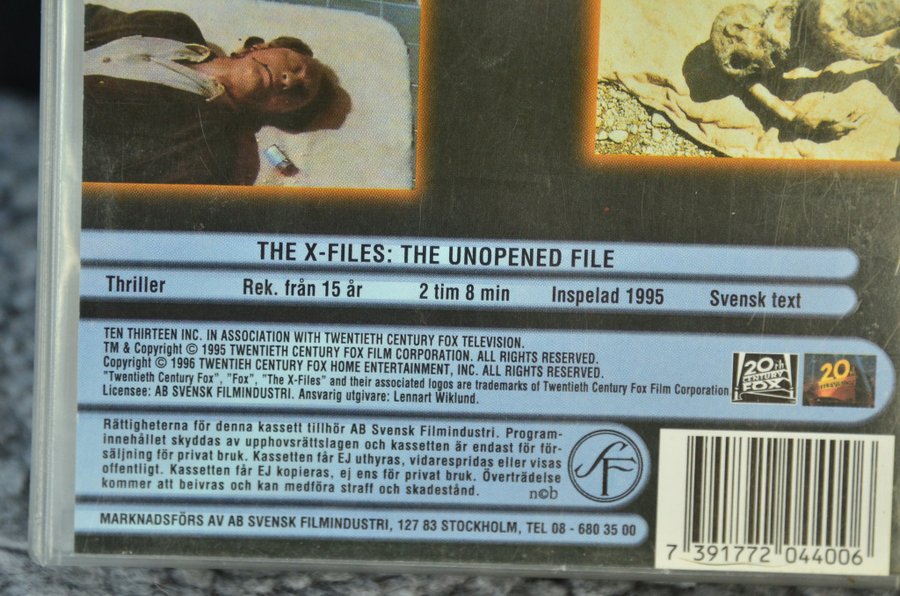 THE X-FILES: THE UNOPENED FILE
Thriller Rek. från 15 år 2 tim 8 min Inspelad 1995 Svensk text
TEN THIRTEEN INC. IN ASSOCIATION WITH TWENTIETH CENTURY FOX TELEVISION.
TM & Copyright © 1995 TWENTIETH CENTURY FOX FILM CORPORATION. ALL RIGHTS RESERVED.
Copyright © 1996 TWENTIEH CENTURY FOX HOME ENTERTAINMENT, INC. ALL RIGHTS RESERVED.
"Twentieth Century Fox", "Fox", "The X-Files" and their associated logos are trademarks of Twentieth Century Fox Film Corporation
Licensee: AB SVENSK FILMINDUSTRI. Ansvarig utgivare: Lennart Wiklund.
20th
CENTURY
FOX
20
Rättigheterna för denna kassett tillhör AB Svensk Filmindustri. Program-
innehållet skyddas av upphovsrättslagen och kassetten är endast för för-
säljning för privat bruk. Kassetten får EJ uthyras, vidarespridas eller visas
offentligt. Kassetten får EJ kopieras, ej ens för privat bruk. Överträdelse
kommer att beivras och kan medföra straff och skadestånd.
n©b
SF
MARKNADSFÖRS AV AB SVENSK FILMINDUSTRI, 127 83 STOCKHOLM, TEL 08 - 680 35 00
7 391772 044006